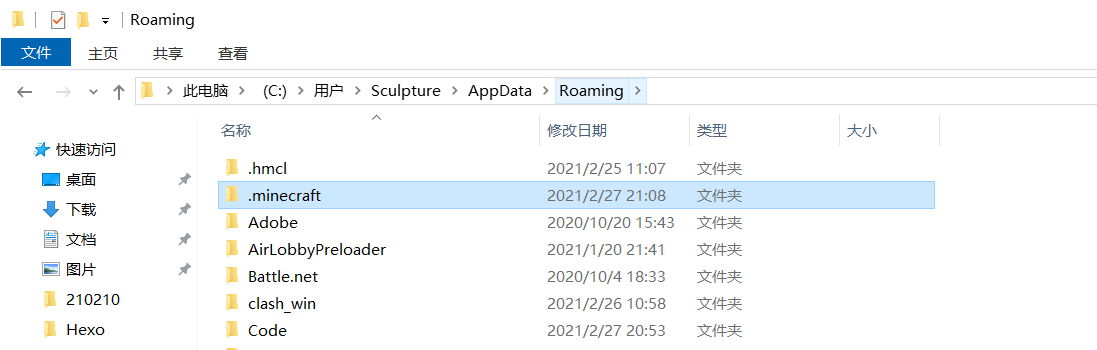 Roaming
文件 主页 共享 查看
此电脑 (C:) 用户 Sculpture AppData Roaming
名称 修改日期 类型 大小
快速访问
桌面
下载
文档
图片
210210
Hexo
.hmcl 2021/2/25 11:07 文件夹
.minecraft 2021/2/27 21:08 文件夹
Adobe 2020/10/20 15:43 文件夹
AirLobbyPreloader 2021/1/20 21:41 文件夹
Battle.net 2020/10/4 18:33 文件夹
clash_win 2021/2/26 10:58 文件夹
Code 2021/2/27 20:53 文件夹